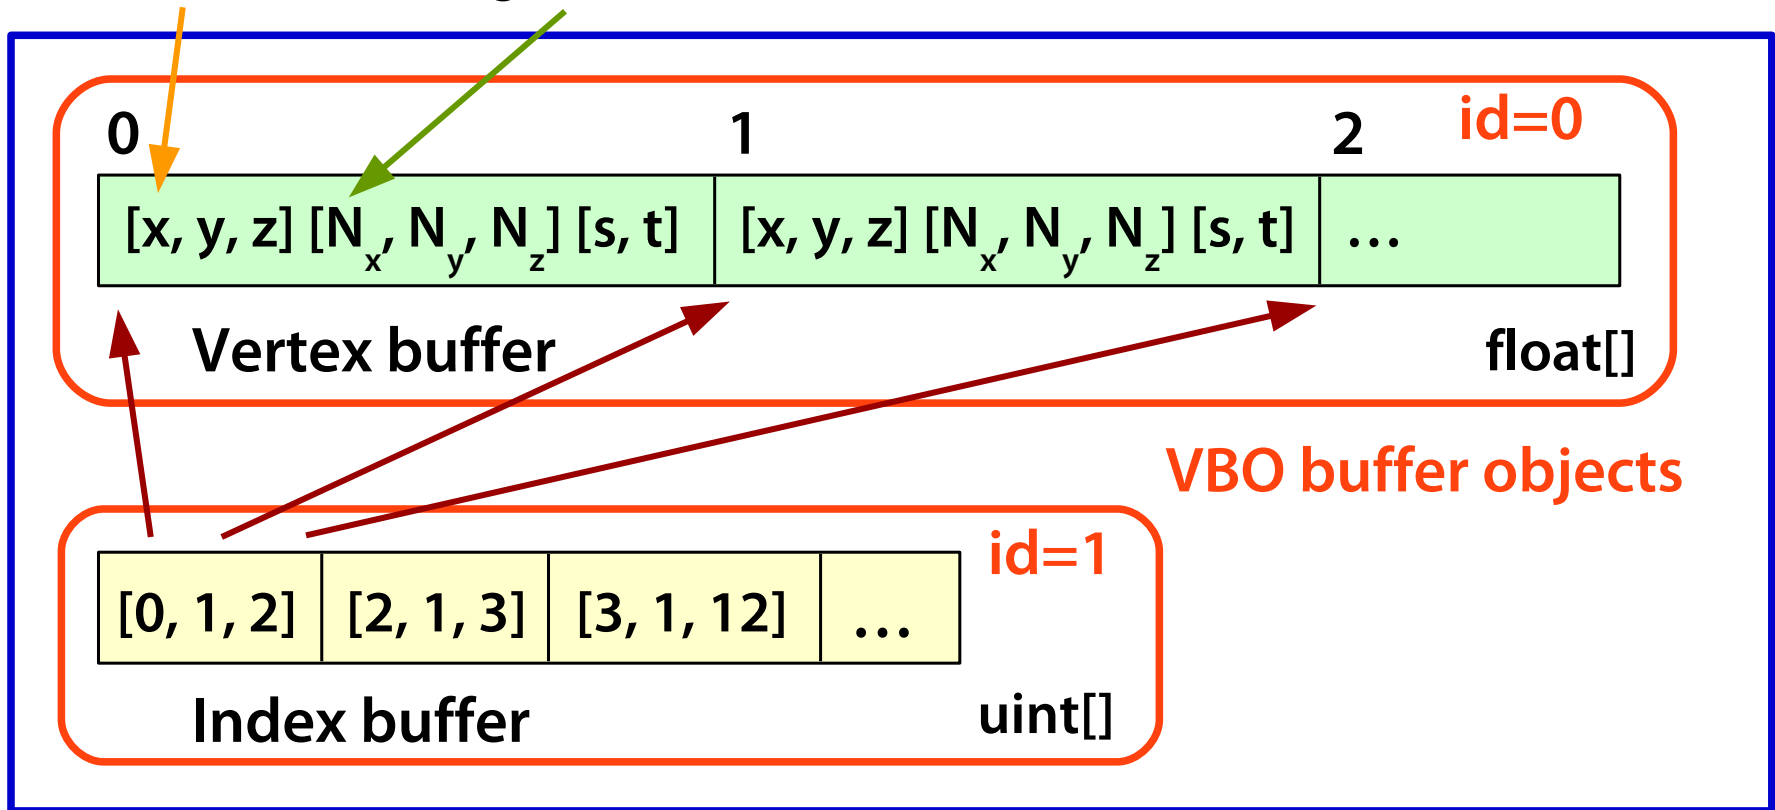 0 1 2 id=0
[x, y, z] [Nx, Ny, Nz] [s, t] [x, y, z] [Nx, Ny, Nz] [s, t] …
Vertex buffer float[]
VBO buffer objects
id=1
[0, 1, 2] [2, 1, 3] [3, 1, 12] …
Index buffer uint[]